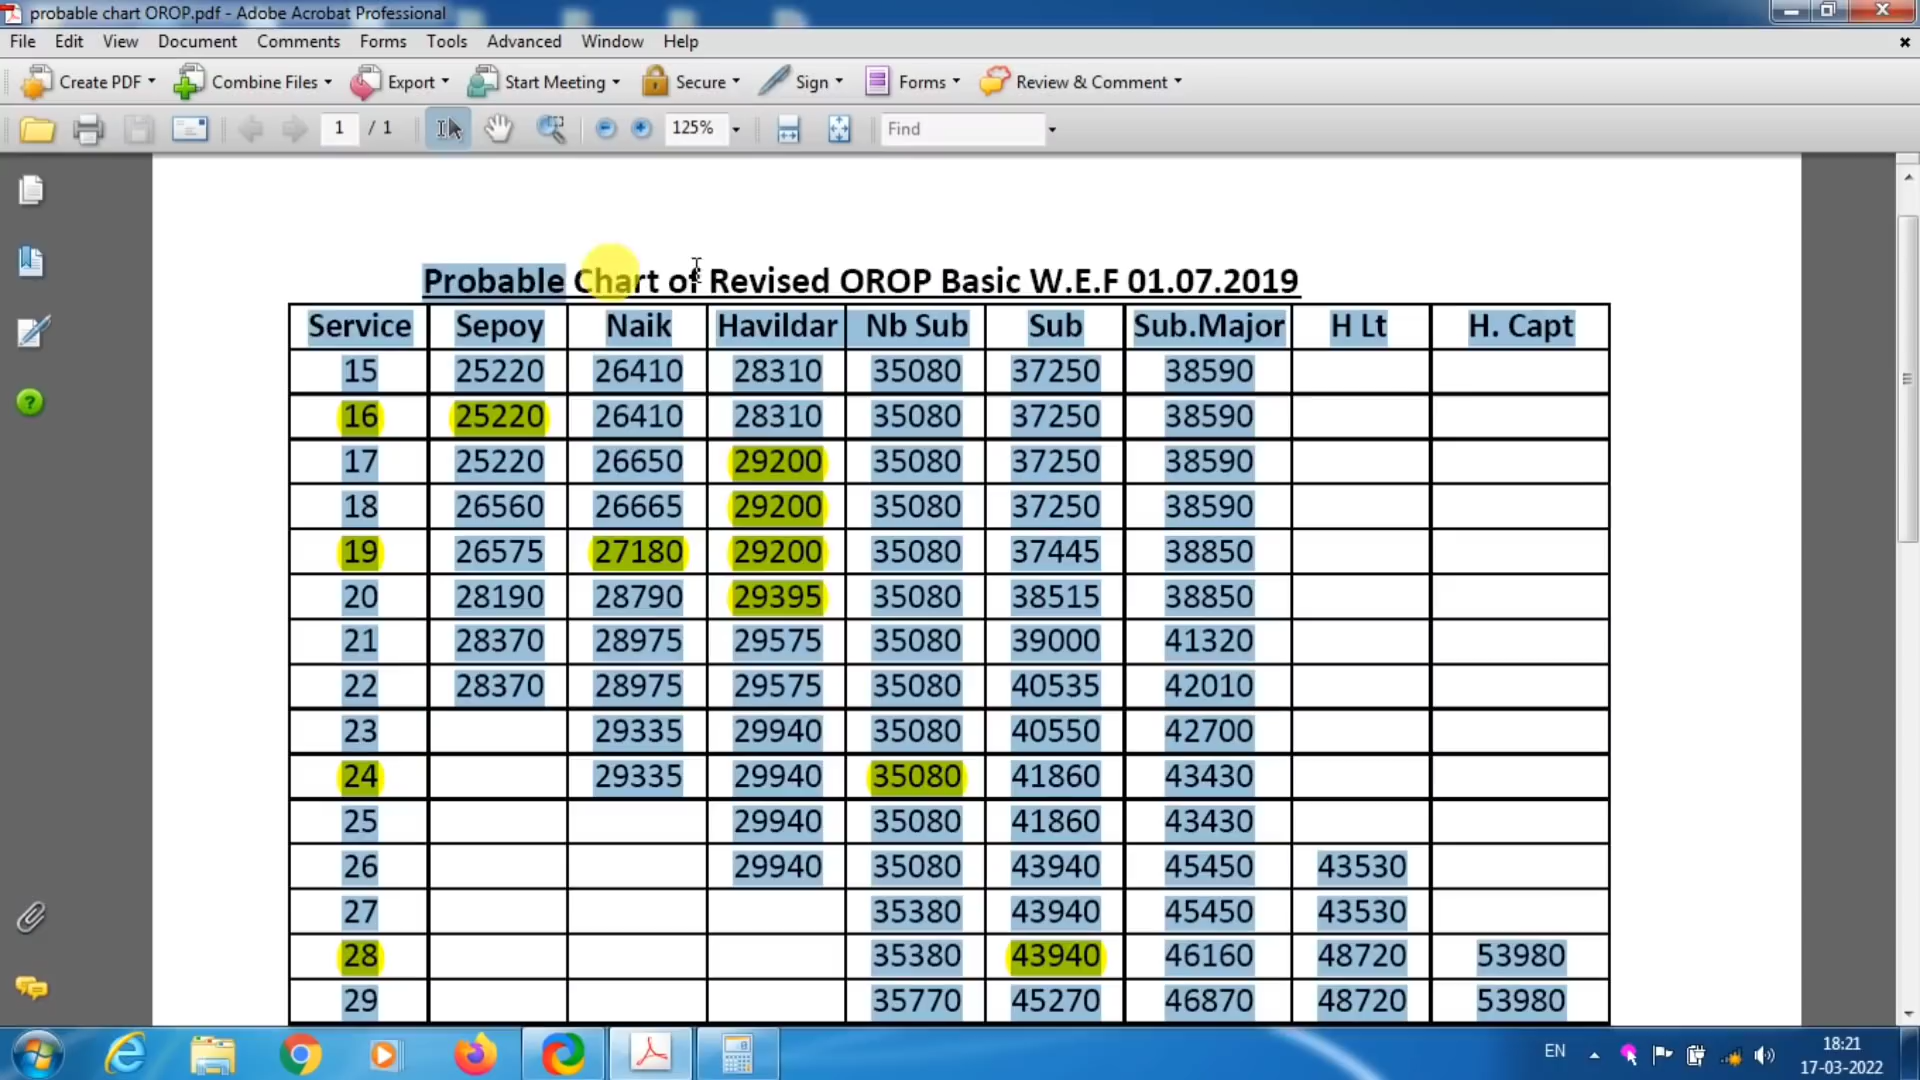 probable chart OROP.pdf - Adobe Acrobat Professional
File Edit View Document Comments Forms Tools Advanced Window Help
Create PDF Combine Files Export Start Meeting Secure Sign Forms Review & Comment
1 / 1 125% Find
Probable Chart of Revised OROP Basic W.E.F 01.07.2019
Service Sepoy Naik Havildar Nb Sub Sub Sub.Major H Lt H. Capt
15 25220 26410 28310 35080 37250 38590
16 25220 26410 28310 35080 37250 38590
17 25220 26650 29200 35080 37250 38590
18 26560 26665 29200 35080 37250 38590
19 26575 27180 29200 35080 37445 38850
20 28190 28790 29395 35080 38515 38850
21 28370 28975 29575 35080 39000 41320
22 28370 28975 29575 35080 40535 42010
23 29335 29940 35080 40550 42700
24 29335 29940 35080 41860 43430
25 29940 35080 41860 43430
26 29940 35080 43940 45450 43530
27 35380 43940 45450 43530
28 35380 43940 46160 48720 53980
29 35770 45270 46870 48720 53980
EN 18:21
17-03-2022